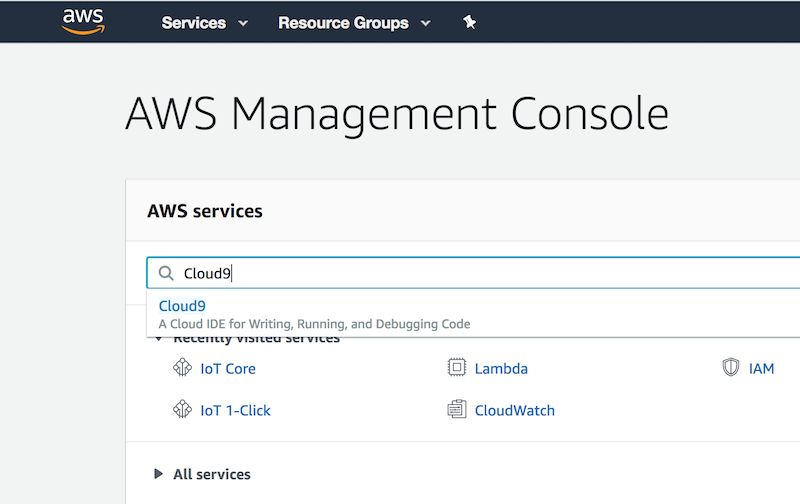 aws Services Resource Groups
AWS Management Console
AWS services
Cloud9
Cloud9
A Cloud IDE for Writing, Running, and Debugging Code
Recently visited services
IoT Core Lambda IAM
IoT 1-Click CloudWatch
All services